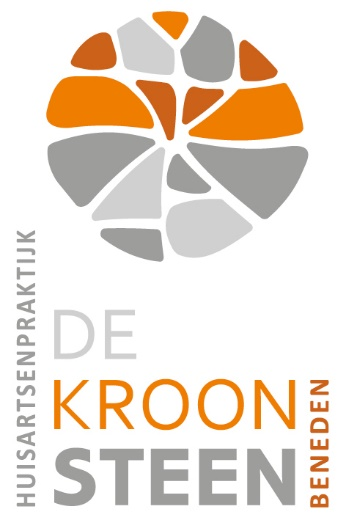 HUISARTSENPRAKTIJK
DE
KROON
STEEN
BENEDEN